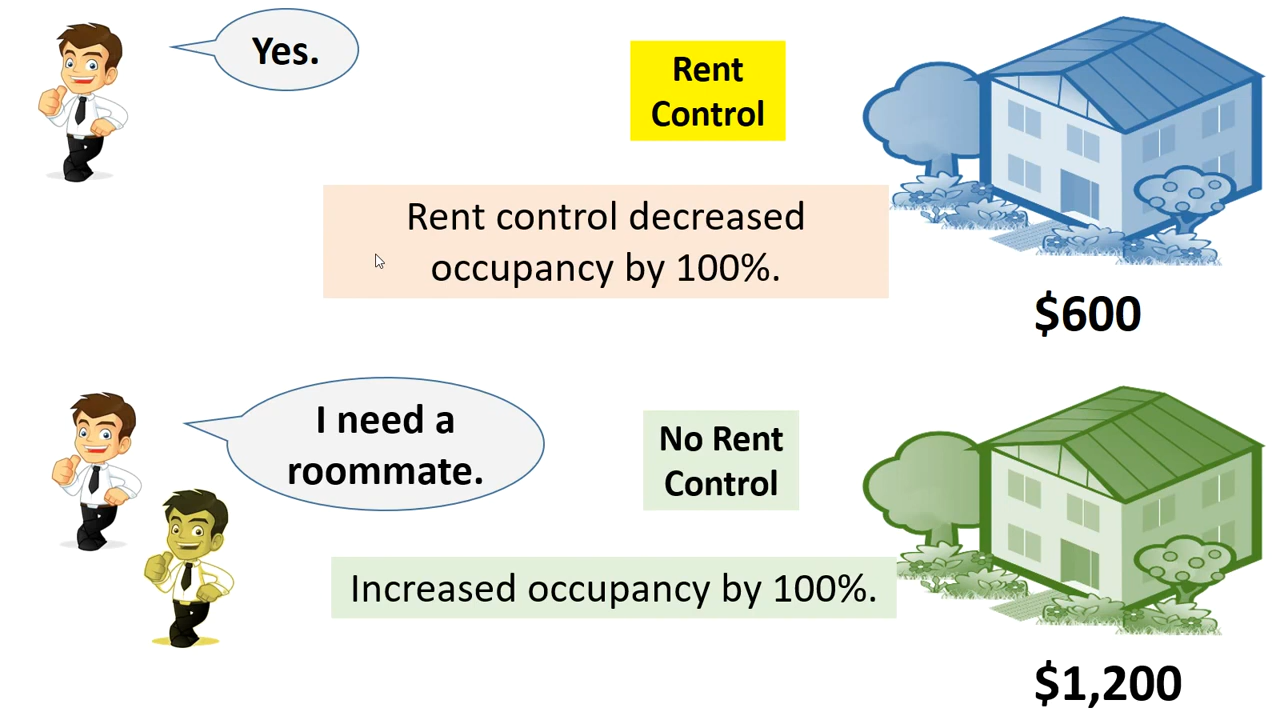 Yes.
Rent
Control
Rent control decreased
occupancy by 100%.
$600
I need a
roommate.
No Rent
Control
Increased occupancy by 100%.
$1,200